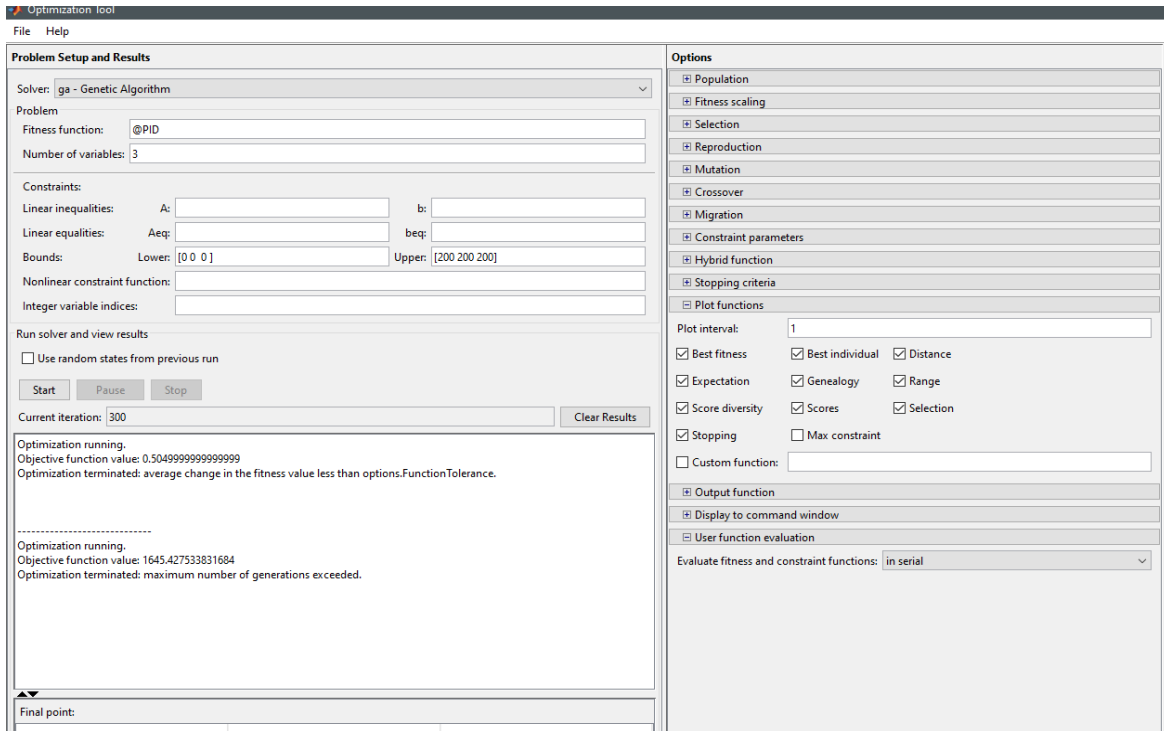 Optimization Tool
File Help
Problem Setup and Results
Solver: ga - Genetic Algorithm
Problem
Fitness function: @PID
Number of variables: 3
Constraints:
Linear inequalities: A: b:
Linear equalities: Aeq: beq:
Bounds: Lower: [0 0 0 ] Upper: [200 200 200]
Nonlinear constraint function:
Integer variable indices:
Run solver and view results
Use random states from previous run
Start Pause Stop
Current iteration: 300 Clear Results
Optimization running.
Objective function value: 0.5049999999999999
Optimization terminated: average change in the fitness value less than options.FunctionTolerance.
-----------------------------
Optimization running.
Objective function value: 1645.427533831684
Optimization terminated: maximum number of generations exceeded.
Final point:
Options
Population
Fitness scaling
Selection
Reproduction
Mutation
Crossover
Migration
Constraint parameters
Hybrid function
Stopping criteria
Plot functions
Plot interval: 1
Best fitness Best individual Distance
Expectation Genealogy Range
Score diversity Scores Selection
Stopping Max constraint
Custom function:
Output function
Display to command window
User function evaluation
Evaluate fitness and constraint functions: in serial